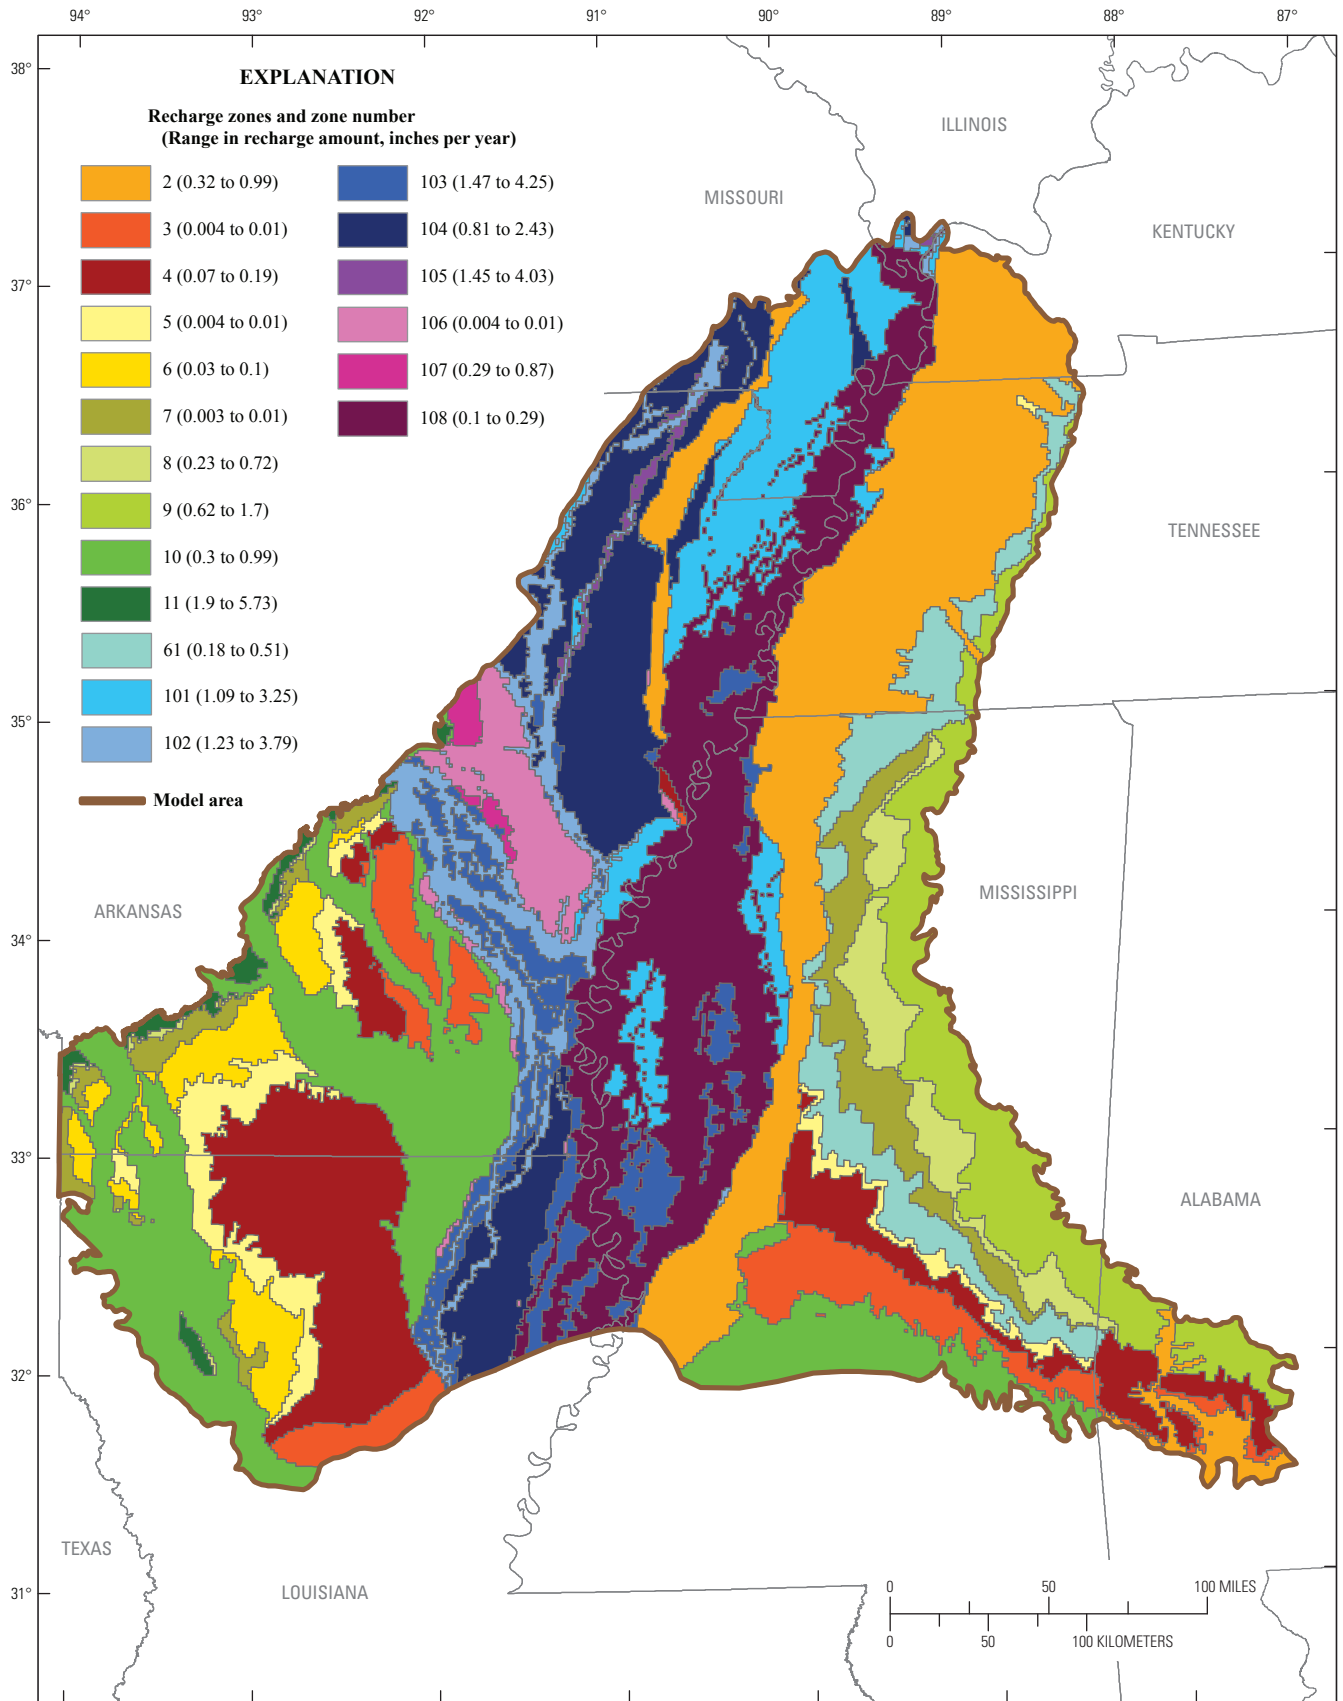 94° 93° 92° 91° 90° 89° 88° 87°
38°
37°
36°
35°
34°
33°
32°
31°
EXPLANATION
Recharge zones and zone number
(Range in recharge amount, inches per year)
2 (0.32 to 0.99)
3 (0.004 to 0.01)
4 (0.07 to 0.19)
5 (0.004 to 0.01)
6 (0.03 to 0.1)
7 (0.003 to 0.01)
8 (0.23 to 0.72)
9 (0.62 to 1.7)
10 (0.3 to 0.99)
11 (1.9 to 5.73)
61 (0.18 to 0.51)
101 (1.09 to 3.25)
102 (1.23 to 3.79)
103 (1.47 to 4.25)
104 (0.81 to 2.43)
105 (1.45 to 4.03)
106 (0.004 to 0.01)
107 (0.29 to 0.87)
108 (0.1 to 0.29)
Model area
ILLINOIS
MISSOURI
KENTUCKY
TENNESSEE
MISSISSIPPI
ARKANSAS
ALABAMA
TEXAS
LOUISIANA
0 50 100 MILES
0 50 100 KILOMETERS